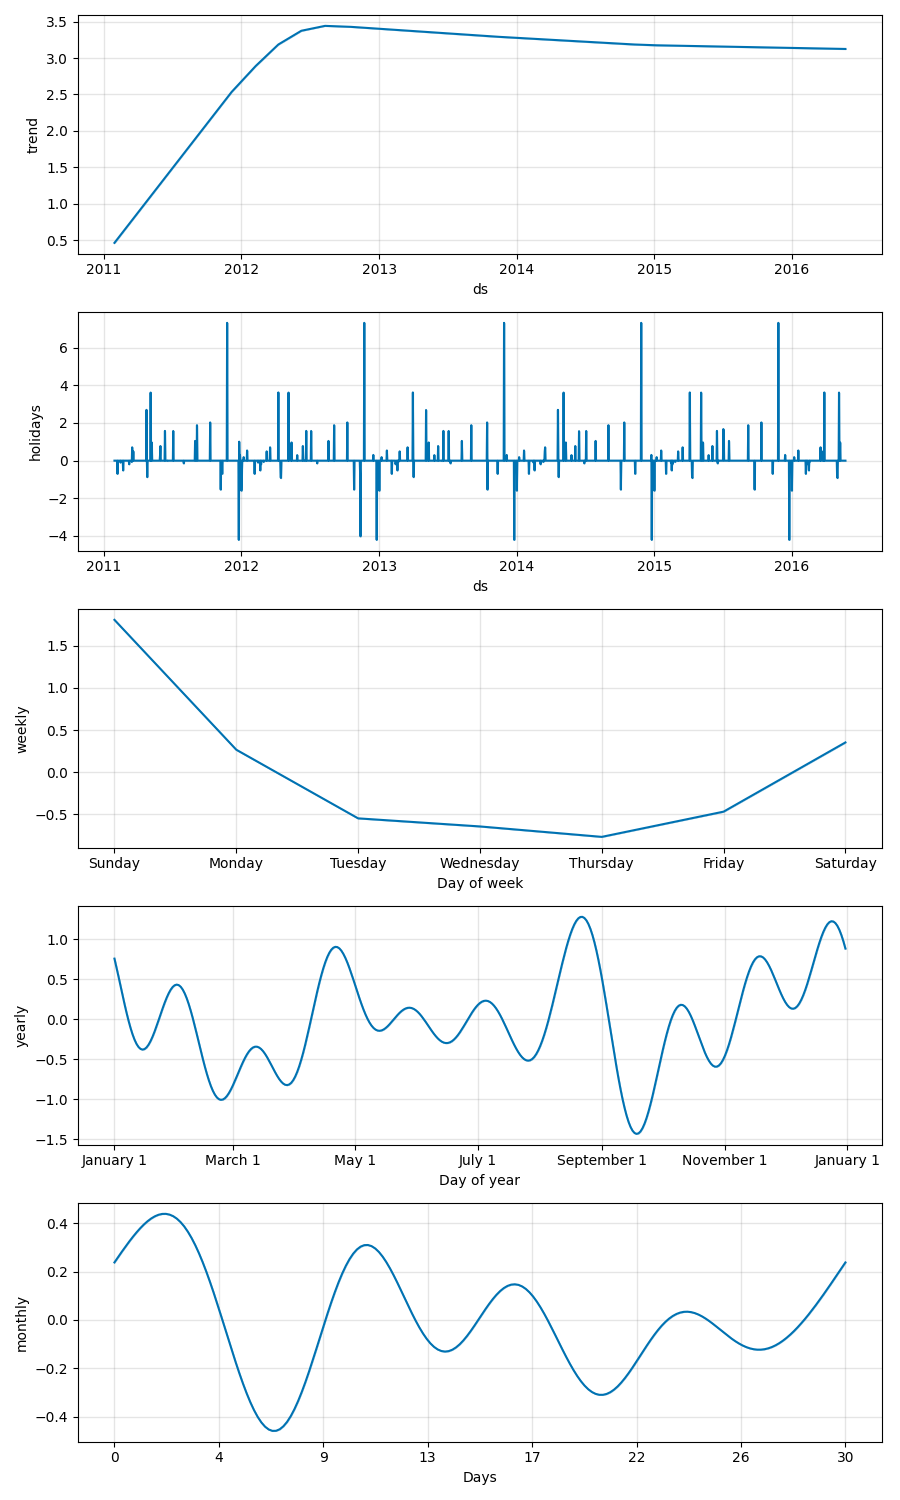 3.5
3.0
2.5
2.0
1.5
1.0
0.5
trend
2011 2012 2013 2014 2015 2016
ds
6
4
2
0
−2
−4
holidays
2011 2012 2013 2014 2015 2016
ds
1.5
1.0
0.5
0.0
−0.5
weekly
Sunday Monday Tuesday Wednesday Thursday Friday Saturday
Day of week
1.0
0.5
0.0
−0.5
−1.0
−1.5
yearly
January 1 March 1 May 1 July 1 September 1 November 1 January 1
Day of year
0.4
0.2
0.0
−0.2
−0.4
monthly
0 4 9 13 17 22 26 30
Days